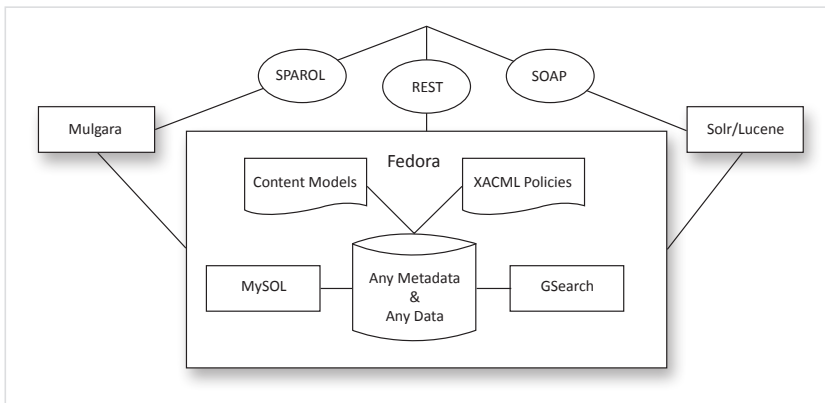 SPAROL
REST
SOAP
Mulgara
Solr/Lucene
Fedora
Content Models
XACML Policies
MySOL
Any Metadata
&
Any Data
GSearch